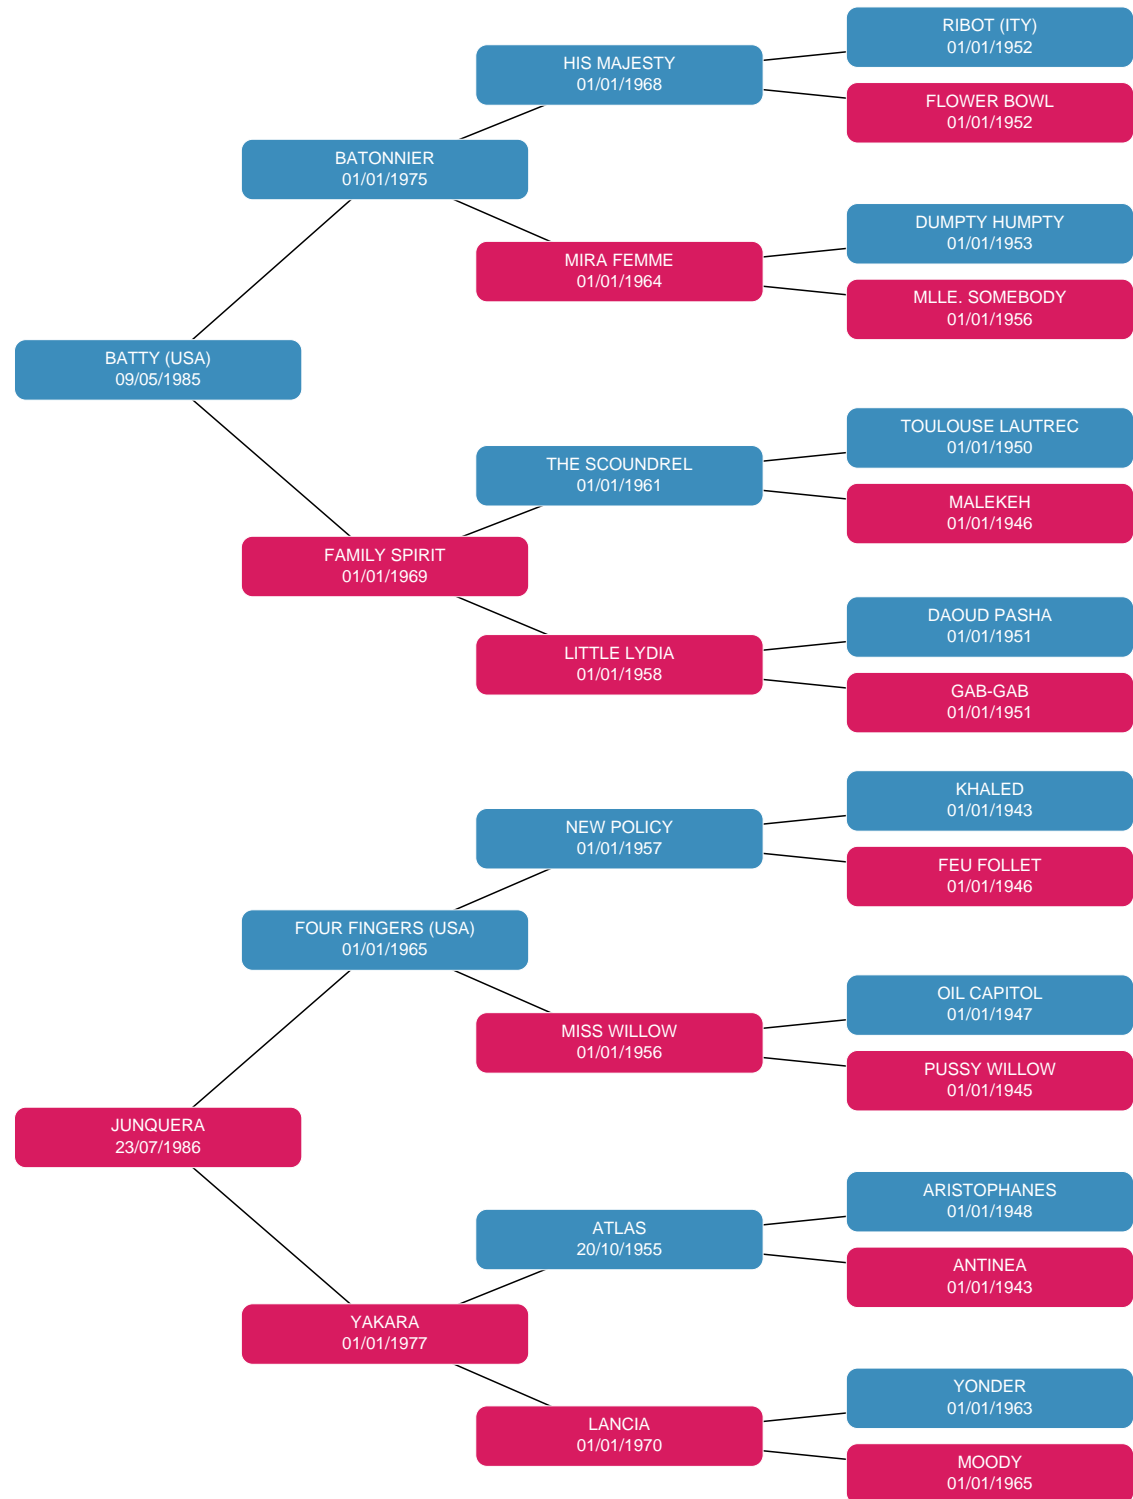 RIBOT (ITY)
01/01/1952
HIS MAJESTY
01/01/1968
FLOWER BOWL
01/01/1952
BATONNIER
01/01/1975
DUMPTY HUMPTY
01/01/1953
MIRA FEMME
01/01/1964
MLLE. SOMEBODY
01/01/1956
BATTY (USA)
09/05/1985
TOULOUSE LAUTREC
01/01/1950
THE SCOUNDREL
01/01/1961
MALEKEH
01/01/1946
FAMILY SPIRIT
01/01/1969
DAOUD PASHA
01/01/1951
LITTLE LYDIA
01/01/1958
GAB-GAB
01/01/1951
KHALED
01/01/1943
NEW POLICY
01/01/1957
FEU FOLLET
01/01/1946
FOUR FINGERS (USA)
01/01/1965
OIL CAPITOL
01/01/1947
MISS WILLOW
01/01/1956
PUSSY WILLOW
01/01/1945
JUNQUERA
23/07/1986
ARISTOPHANES
01/01/1948
ATLAS
20/10/1955
ANTINEA
01/01/1943
YAKARA
01/01/1977
YONDER
01/01/1963
LANCIA
01/01/1970
MOODY
01/01/1965